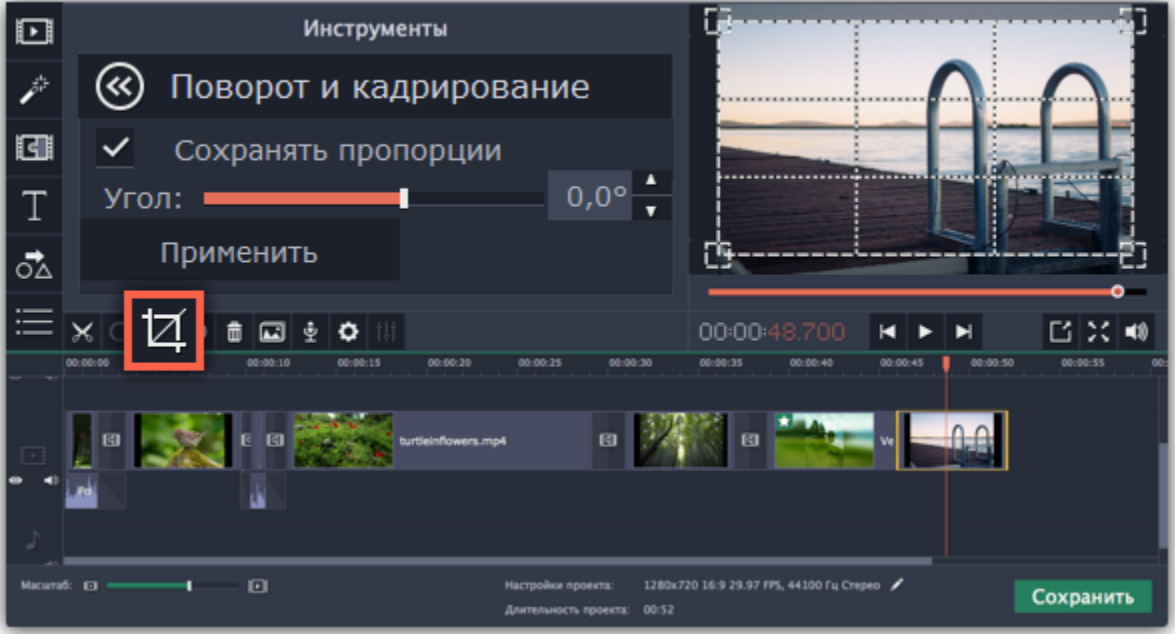 Инструменты
Поворот и кадрирование
Сохранять пропорции
Угол:
0,0°
Применить
00:00:48.700
00:00:00
00:00:10
00:00:15
00:00:20
00:00:25
00:00:30
00:00:35
00:00:40
00:00:45
00:00:50
00:00:55
00:
turtleinflowers.mp4
Ve
Fd
Масштаб:
Настройки проекта: 1280x720 16:9 29.97 FPS, 44100 Гц Стерео
Длительность проекта: 00:52
Сохранить